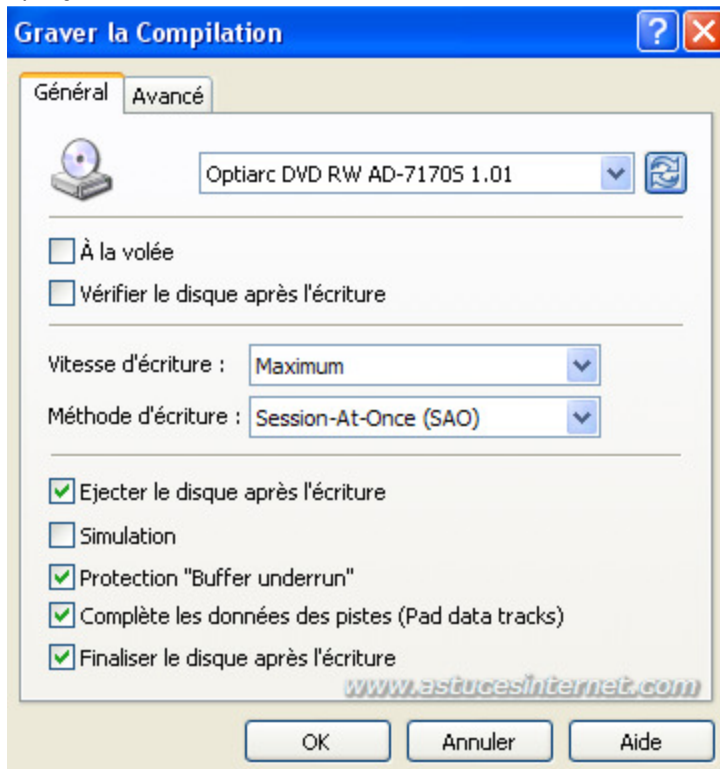 Graver la Compilation
Général Avancé
Optiarc DVD RW AD-7170S 1.01
À la volée
Vérifier le disque après l'écriture
Vitesse d'écriture : Maximum
Méthode d'écriture : Session-At-Once (SAO)
Ejecter le disque après l'écriture
Simulation
Protection "Buffer underrun"
Complète les données des pistes (Pad data tracks)
Finaliser le disque après l'écriture
www.astucesinternet.com
OK Annuler Aide